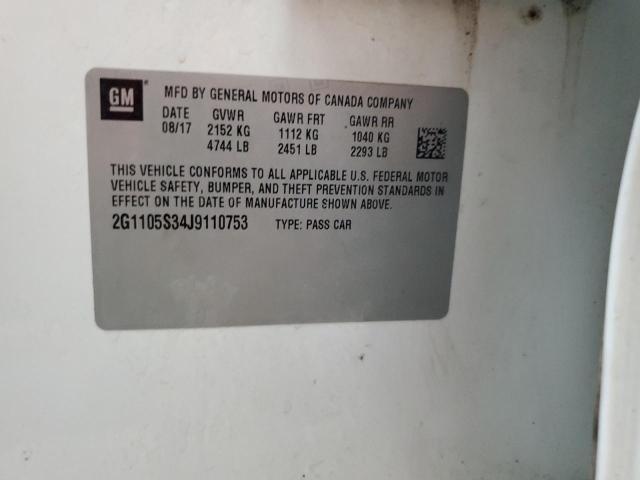 GM
MFD BY GENERAL MOTORS OF CANADA COMPANY
DATE GVWR GAWR FRT GAWR RR
08/17 2152 KG 1112 KG 1040 KG
4744 LB 2451 LB 2293 LB
THIS VEHICLE CONFORMS TO ALL APPLICABLE U.S. FEDERAL MOTOR
VEHICLE SAFETY, BUMPER, AND THEFT PREVENTION STANDARDS IN
EFFECT ON THE DATE OF MANUFACTURE SHOWN ABOVE.
2G1105S34J9110753 TYPE: PASS CAR